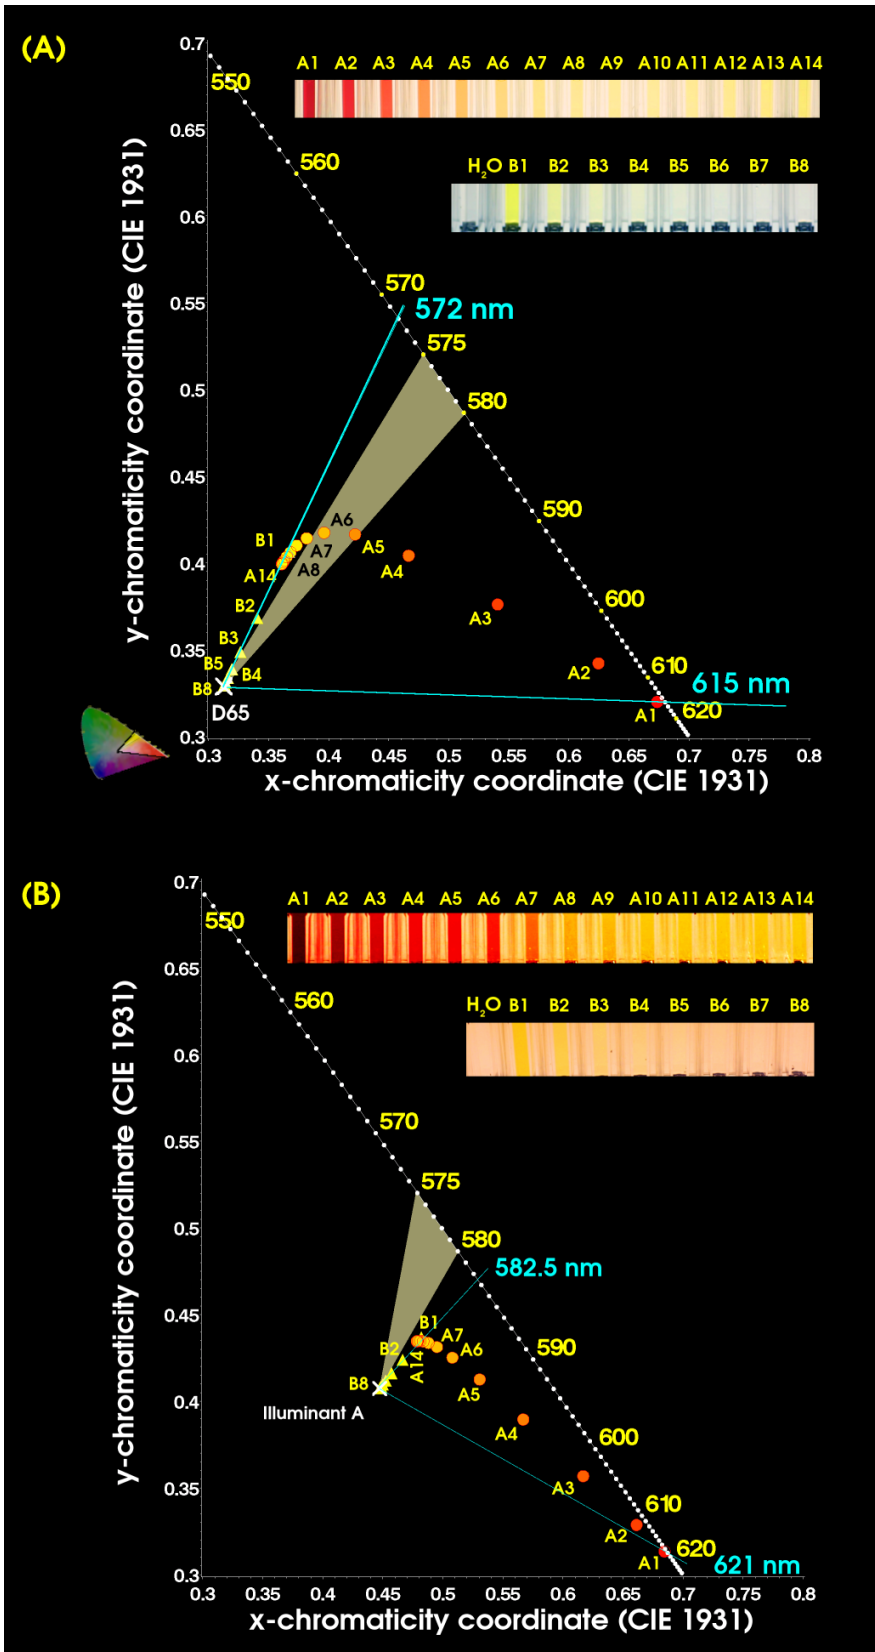 (A)
0.7
A1 A2 A3 A4 A5 A6 A7 A8 A9 A10 A11 A12 A13 A14
550
0.65
560
H2O B1 B2 B3 B4 B5 B6 B7 B8
0.6
570
0.55
572 nm
575
0.5
580
0.45
590
A6
B1
A7
A5
A14
A8
A4
0.4
600
B2
A3
0.35
B3
610
B5
B4
A2
615 nm
B8
A1
620
D65
0.3
0.3 0.35 0.4 0.45 0.5 0.55 0.6 0.65 0.7 0.75 0.8
x-chromaticity coordinate (CIE 1931)
y-chromaticity coordinate (CIE 1931)
(B)
0.7
A1 A2 A3 A4 A5 A6 A7 A8 A9 A10 A11 A12 A13 A14
550
0.65
560
H2O B1 B2 B3 B4 B5 B6 B7 B8
0.6
570
0.55
575
0.5
580
582.5 nm
0.45
590
B1
A7
B2
A6
A14
B8
A5
0.4
Illuminant A
A4
600
0.35
A3
610
A2
620
A1
621 nm
0.3
0.3 0.35 0.4 0.45 0.5 0.55 0.6 0.65 0.7 0.75 0.8
x-chromaticity coordinate (CIE 1931)
y-chromaticity coordinate (CIE 1931)